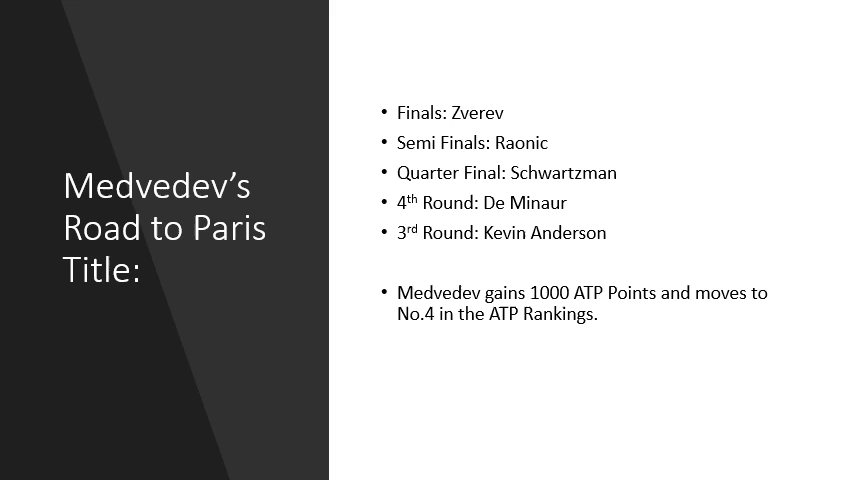 Medvedev’s
Road to Paris
Title:
• Finals: Zverev
• Semi Finals: Raonic
• Quarter Final: Schwartzman
• 4th Round: De Minaur
• 3rd Round: Kevin Anderson
• Medvedev gains 1000 ATP Points and moves to
No.4 in the ATP Rankings.